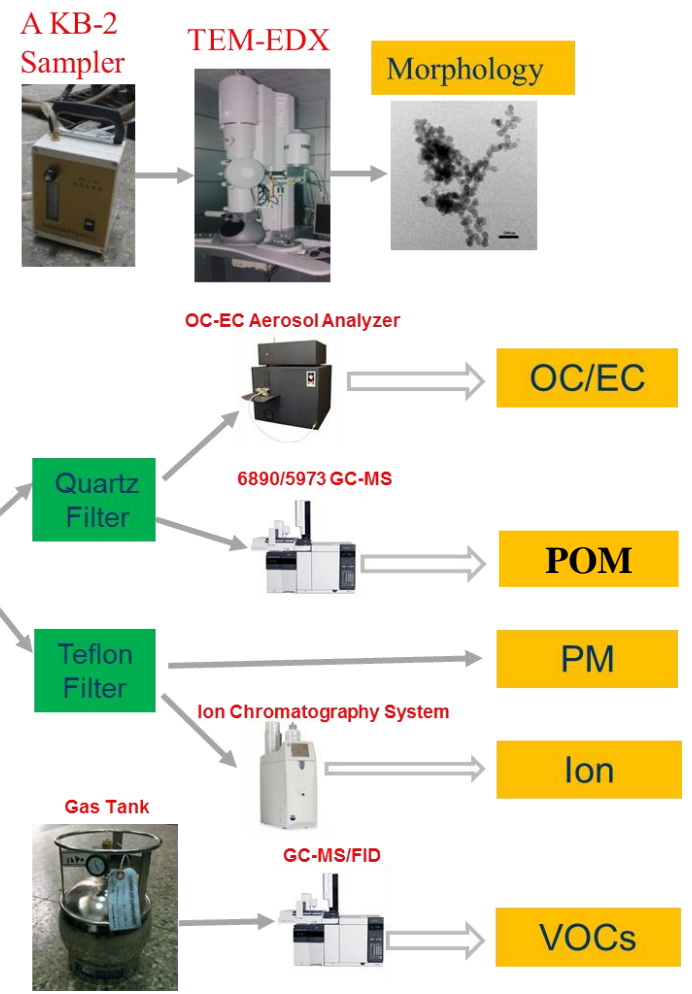 A KB-2
Sampler
TEM-EDX
Morphology
OC-EC Aerosol Analyzer
OC/EC
Quartz
Filter
6890/5973 GC-MS
POM
Teflon
Filter
PM
Ion Chromatography System
Ion
Gas Tank
GC-MS/FID
VOCs